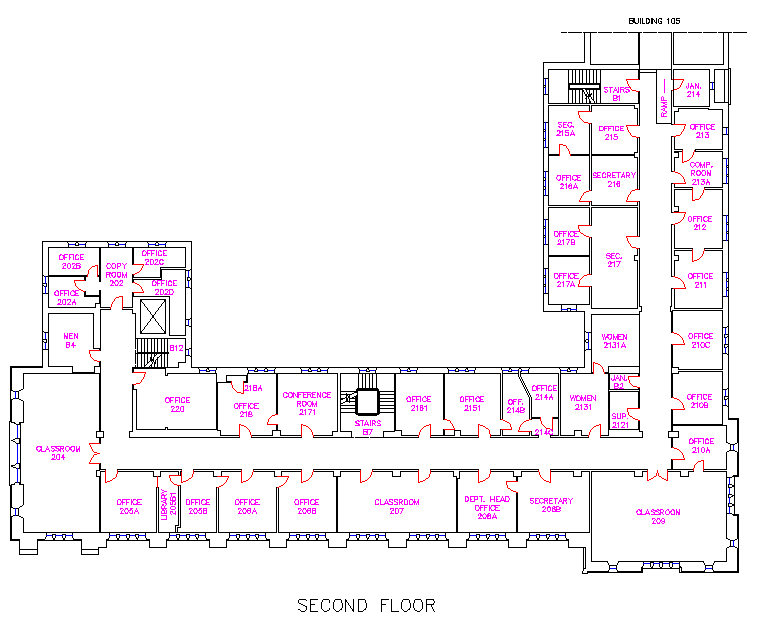 BUILDING 105
STAIRS
B1
RAMP
JAN.
214
SEC.
215A
OFFICE
215
OFFICE
213
COMP.
ROOM
213A
OFFICE
216A
SECRETARY
216
OFFICE
212
OFFICE
217B
SEC.
217
OFFICE
217A
OFFICE
211
OFFICE
202B
COPY
ROOM
202
OFFICE
202C
OFFICE
202D
OFFICE
202A
MEN
B4
B12
WOMEN
2131A
OFFICE
210C
JAN.
B2
OFFICE
210B
OFFICE
220
218A
OFFICE
218
CONFERENCE
ROOM
2171
STAIRS
B7
OFFICE
2161
OFFICE
2151
OFF.
214B
OFFICE
214A
214C
WOMEN
2131
SUP.
2121
OFFICE
210A
CLASSROOM
204
OFFICE
205A
LIBRARY
OFFICE
205B
OFFICE
206A
OFFICE
206B
CLASSROOM
207
DEPT. HEAD
OFFICE
208A
SECRETARY
208B
CLASSROOM
209
SECOND FLOOR